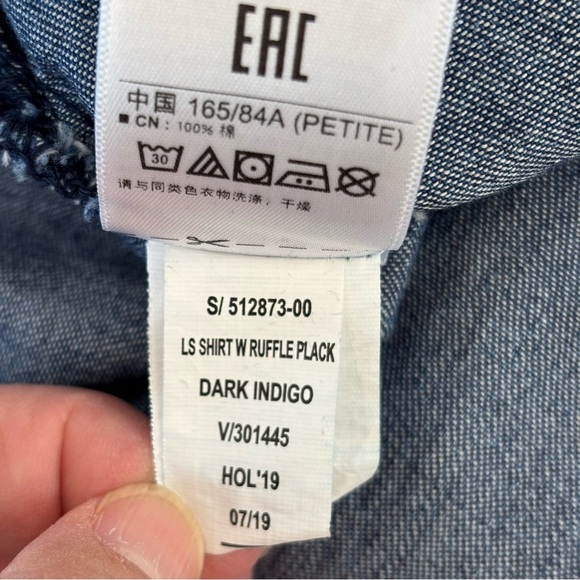 EAC
中国 165/84A (PETITE)
■ CN : 100% 棉
30
请与同类色衣物洗涤，干燥
S/ 512873-00
LS SHIRT W RUFFLE PLACK
DARK INDIGO
V/301445
HOL'19
07/19